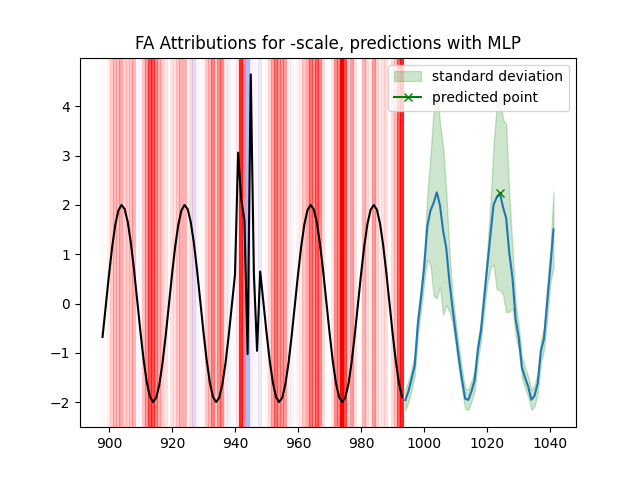 FA Attributions for -scale, predictions with MLP
standard deviation
predicted point
4
3
2
1
0
−1
−2
900 920 940 960 980 1000 1020 1040